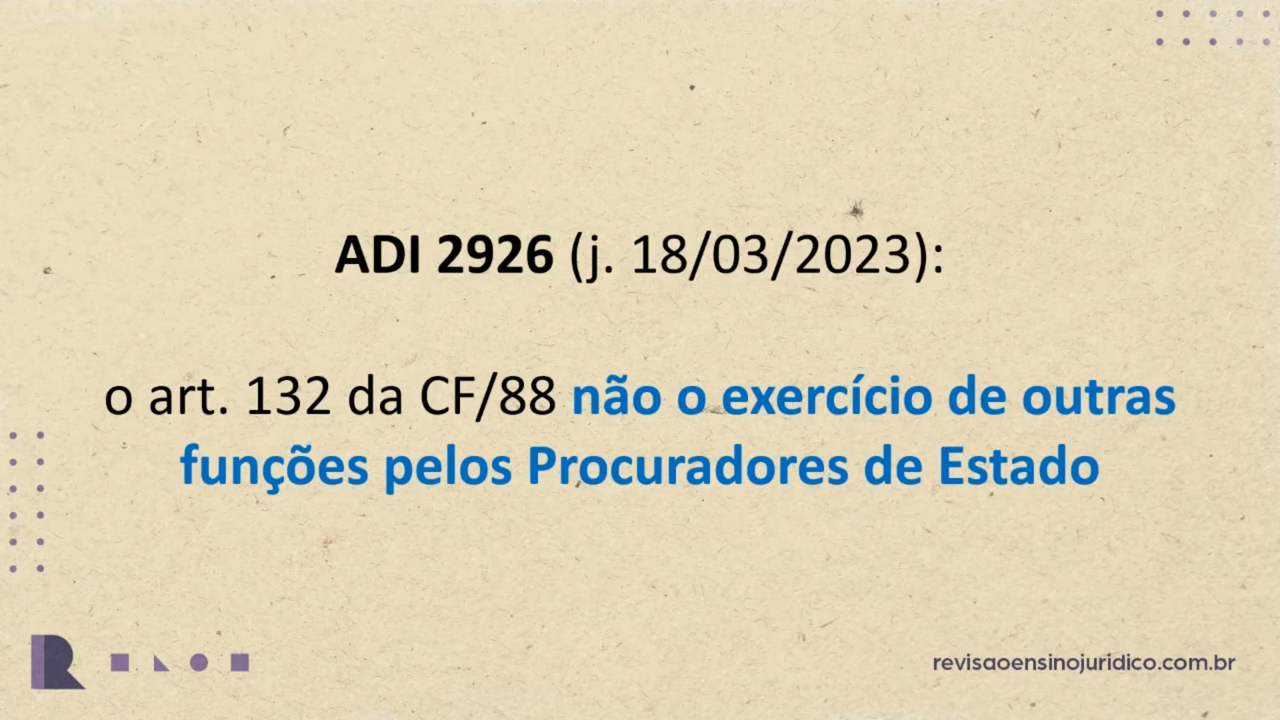 ADI 2926 (j. 18/03/2023):
o art. 132 da CF/88 não o exercício de outras
funções pelos Procuradores de Estado
R
revisaoensinojuridico.com.br